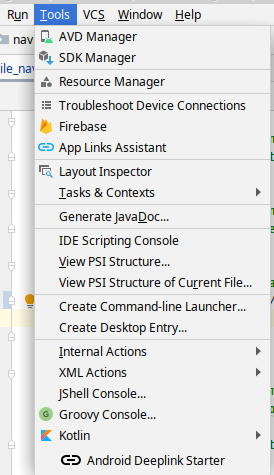 Run Tools VCS Window Help
nav
ile_nav
AVD Manager
SDK Manager
Resource Manager
Troubleshoot Device Connections
Firebase
App Links Assistant
Layout Inspector
Tasks & Contexts
Generate JavaDoc...
IDE Scripting Console
View PSI Structure...
View PSI Structure of Current File...
Create Command-line Launcher...
Create Desktop Entry...
Internal Actions
XML Actions
JShell Console...
G Groovy Console...
Kotlin
Android Deeplink Starter